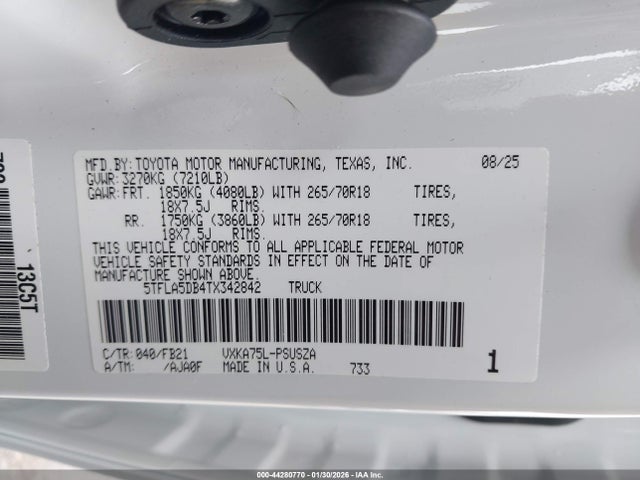 MFD.BY: TOYOTA MOTOR MANUFACTURING, TEXAS, INC. 08/25
GVWR: 3270KG (7210LB)
GAWR: FRT. 1850KG (4080LB) WITH 265/70R18 TIRES,
18X7.5J RIMS.
RR. 1750KG (3860LB) WITH 265/70R18 TIRES,
18X7.5J RIMS.
THIS VEHICLE CONFORMS TO ALL APPLICABLE FEDERAL MOTOR
VEHICLE SAFETY STANDARDS IN EFFECT ON THE DATE OF
MANUFACTURE SHOWN ABOVE.
5TFLA5DB4TX342842 TRUCK
C/TR: 040/FB21 VXKA75L-PSUSZA
A/TM: /AJA0F MADE IN U.S.A. 733
1
13C5T
000-44280770 | 01/30/2026 - IAA Inc.